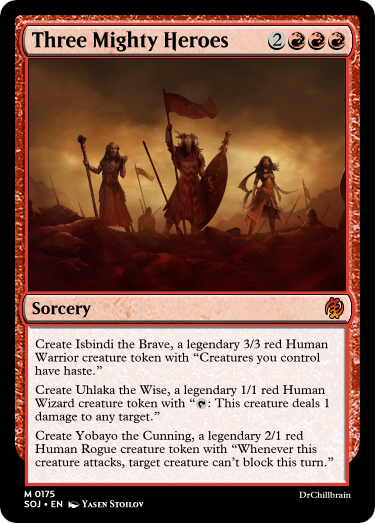 Three Mighty Heroes 2
Sorcery
Create Isbindi the Brave, a legendary 3/3 red Human
Warrior creature token with “Creatures you control
have haste.”
Create Uhlaka the Wise, a legendary 1/1 red Human
Wizard creature token with “: This creature deals 1
damage to any target.”
Create Yobayo the Cunning, a legendary 2/1 red
Human Rogue creature token with “Whenever this
creature attacks, target creature can’t block this turn.”
M 0175
SOJ • EN Yasen Stoilov
DrChillbrain